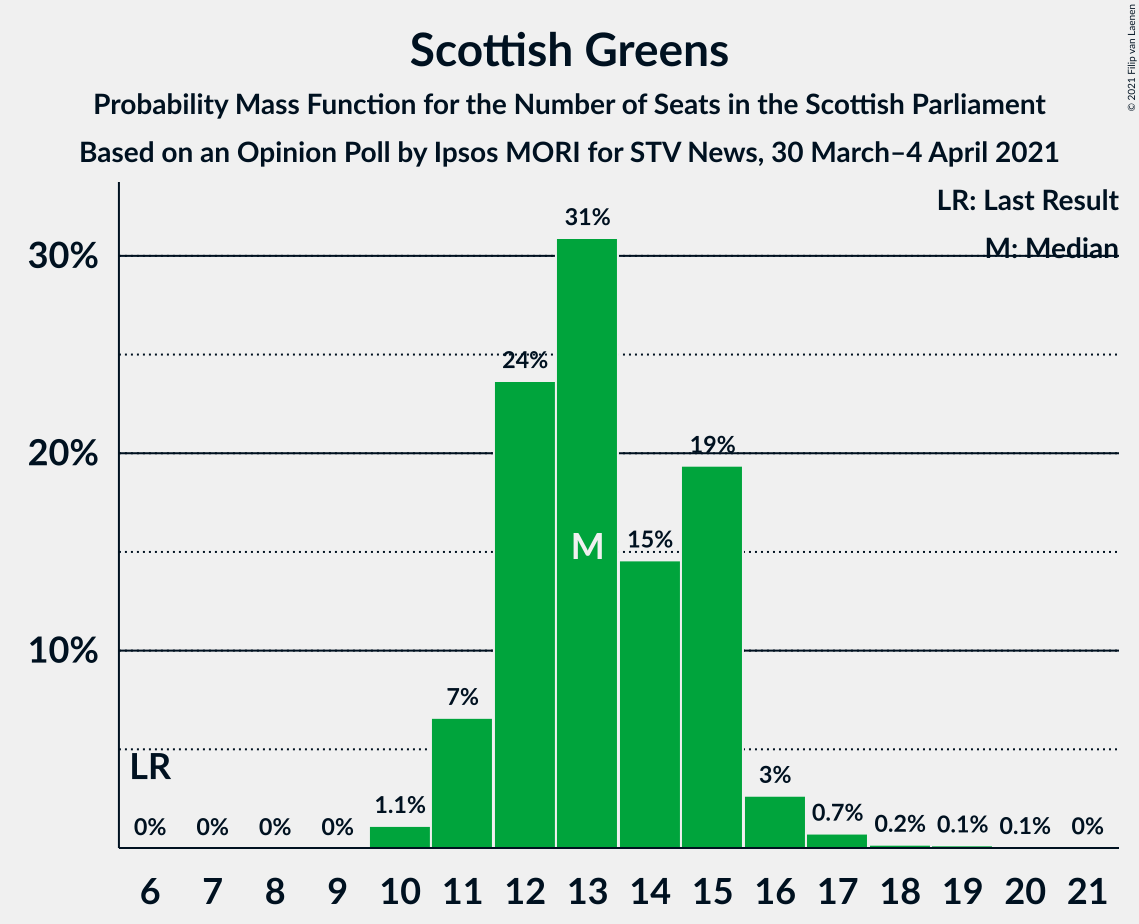 Scottish Greens
Probability Mass Function for the Number of Seats in the Scottish Parliament
Based on an Opinion Poll by Ipsos MORI for STV News, 30 March–4 April 2021
© 2021 Filip van Laenen
LR: Last Result
M: Median
31%
30%
24%
20%
19%
M
15%
10%
7%
LR
3%
1.1%
0.7%
0% 0% 0% 0% 0.2% 0.1% 0.1% 0%
6 7 8 9 10 11 12 13 14 15 16 17 18 19 20 21